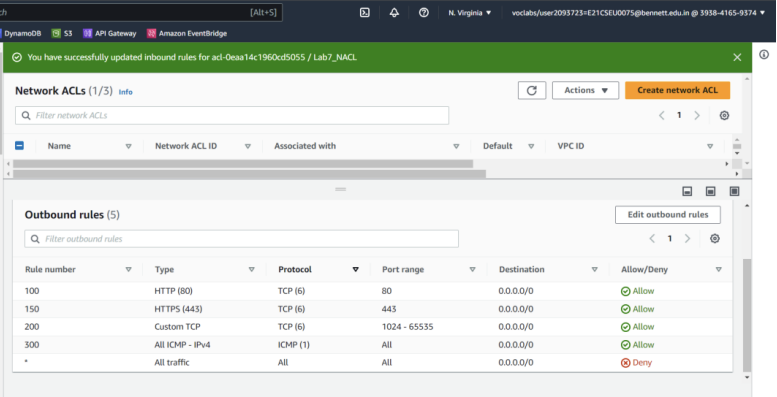 ch [Alt+S] N. Virginia ▼ voclabs/user2093723=E21CSEU0075@bennett.edu.in @ 3938-4165-9374 ▼
DynamoDB S3 API Gateway Amazon EventBridge
You have successfully updated inbound rules for acl-0eaa14c1960cd5055 / Lab7_NACL
Network ACLs (1/3) Info Actions ▼ Create network ACL
Filter network ACLs 1
Name Network ACL ID Associated with Default VPC ID
Outbound rules (5) Edit outbound rules
Filter outbound rules 1
Rule number Type Protocol Port range Destination Allow/Deny
100 HTTP (80) TCP (6) 80 0.0.0.0/0 Allow
150 HTTPS (443) TCP (6) 443 0.0.0.0/0 Allow
200 Custom TCP TCP (6) 1024 - 65535 0.0.0.0/0 Allow
300 All ICMP - IPv4 ICMP (1) All 0.0.0.0/0 Allow
* All traffic All All 0.0.0.0/0 Deny